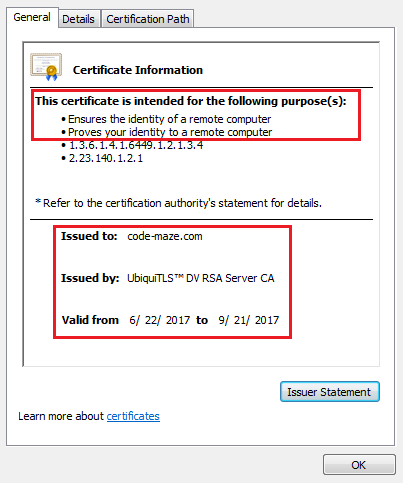 General Details Certification Path
Certificate Information
This certificate is intended for the following purpose(s):
• Ensures the identity of a remote computer
• Proves your identity to a remote computer
• 1.3.6.1.4.1.6449.1.2.1.3.4
• 2.23.140.1.2.1
* Refer to the certification authority's statement for details.
Issued to: code-maze.com
Issued by: UbiquiTLS™ DV RSA Server CA
Valid from 6/ 22/ 2017 to 9/ 21/ 2017
Issuer Statement
Learn more about certificates
OK